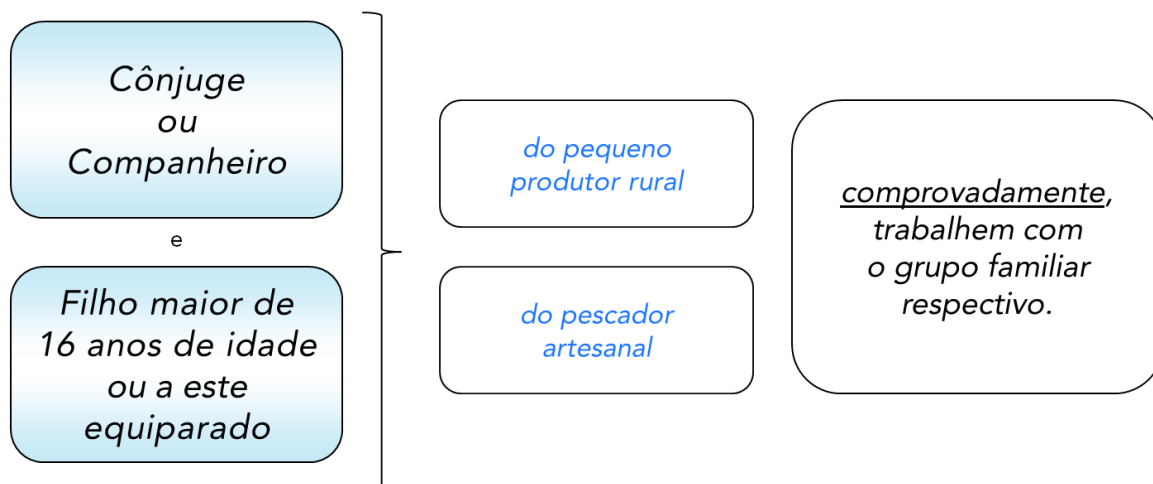 Cônjuge
ou
Companheiro
e
Filho maior de
16 anos de idade
ou a este
equiparado
do pequeno
produtor rural
do pescador
artesanal
comprovadamente,
trabalhem com
o grupo familiar
respectivo.